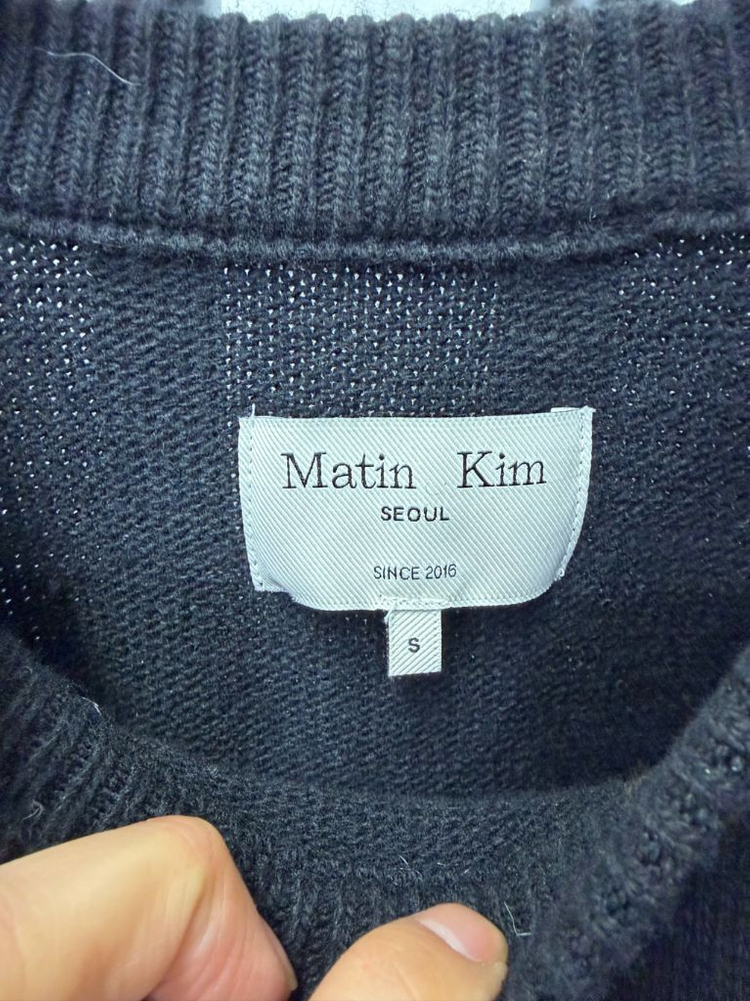 Matin Kim
SEOUL
SINCE 2016
S